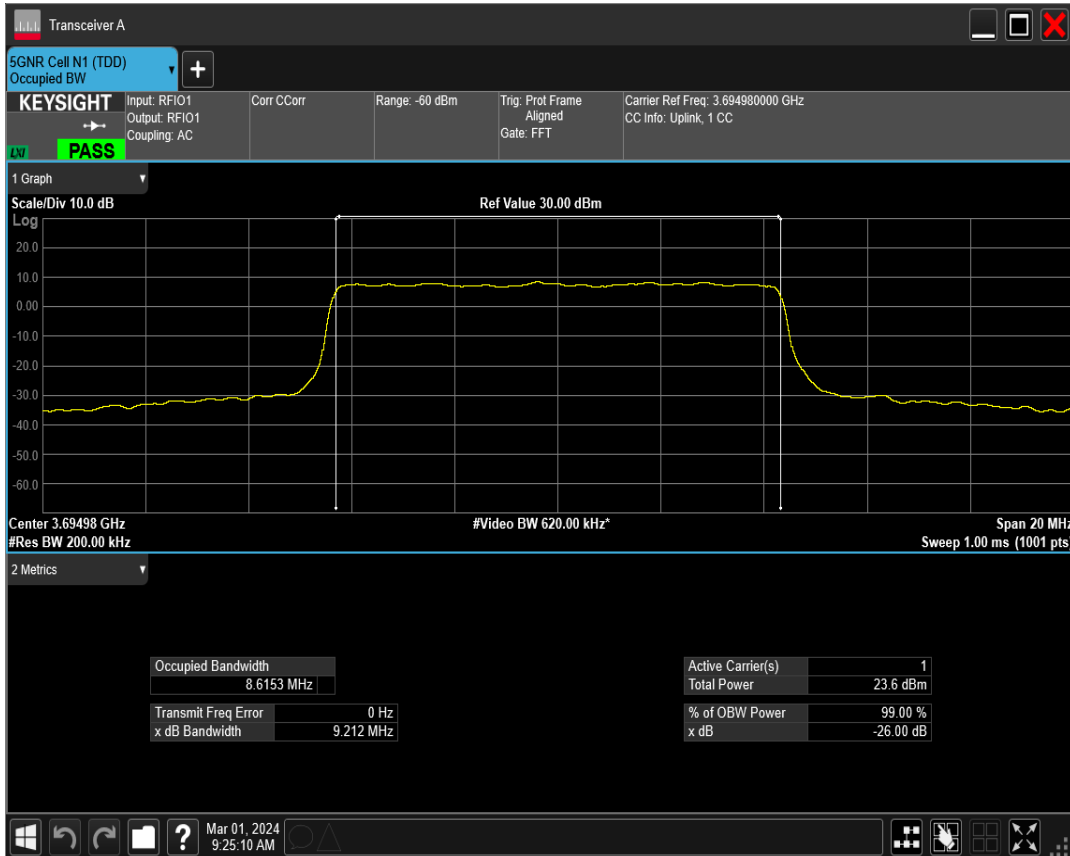 Transceiver A
5GNR Cell N1 (TDD)
Occupied BW
+
KEYSIGHT
LXI
PASS
Input: RFIO1
Output: RFIO1
Coupling: AC
Corr CCorr
Range: -60 dBm
Trig: Prot Frame
Aligned
Gate: FFT
Carrier Ref Freq: 3.694980000 GHz
CC Info: Uplink, 1 CC
1 Graph
Scale/Div 10.0 dB
Ref Value 30.00 dBm
Log
20.0
10.0
0.00
-10.0
-20.0
-30.0
-40.0
-50.0
-60.0
Center 3.69498 GHz
#Video BW 620.00 kHz*
Span 20 MHz
#Res BW 200.00 kHz
Sweep 1.00 ms (1001 pts)
2 Metrics
Occupied Bandwidth
8.6153 MHz
Transmit Freq Error 0 Hz
x dB Bandwidth 9.212 MHz
Active Carrier(s) 1
Total Power 23.6 dBm
% of OBW Power 99.00 %
x dB -26.00 dB
?
Mar 01, 2024
9:25:10 AM